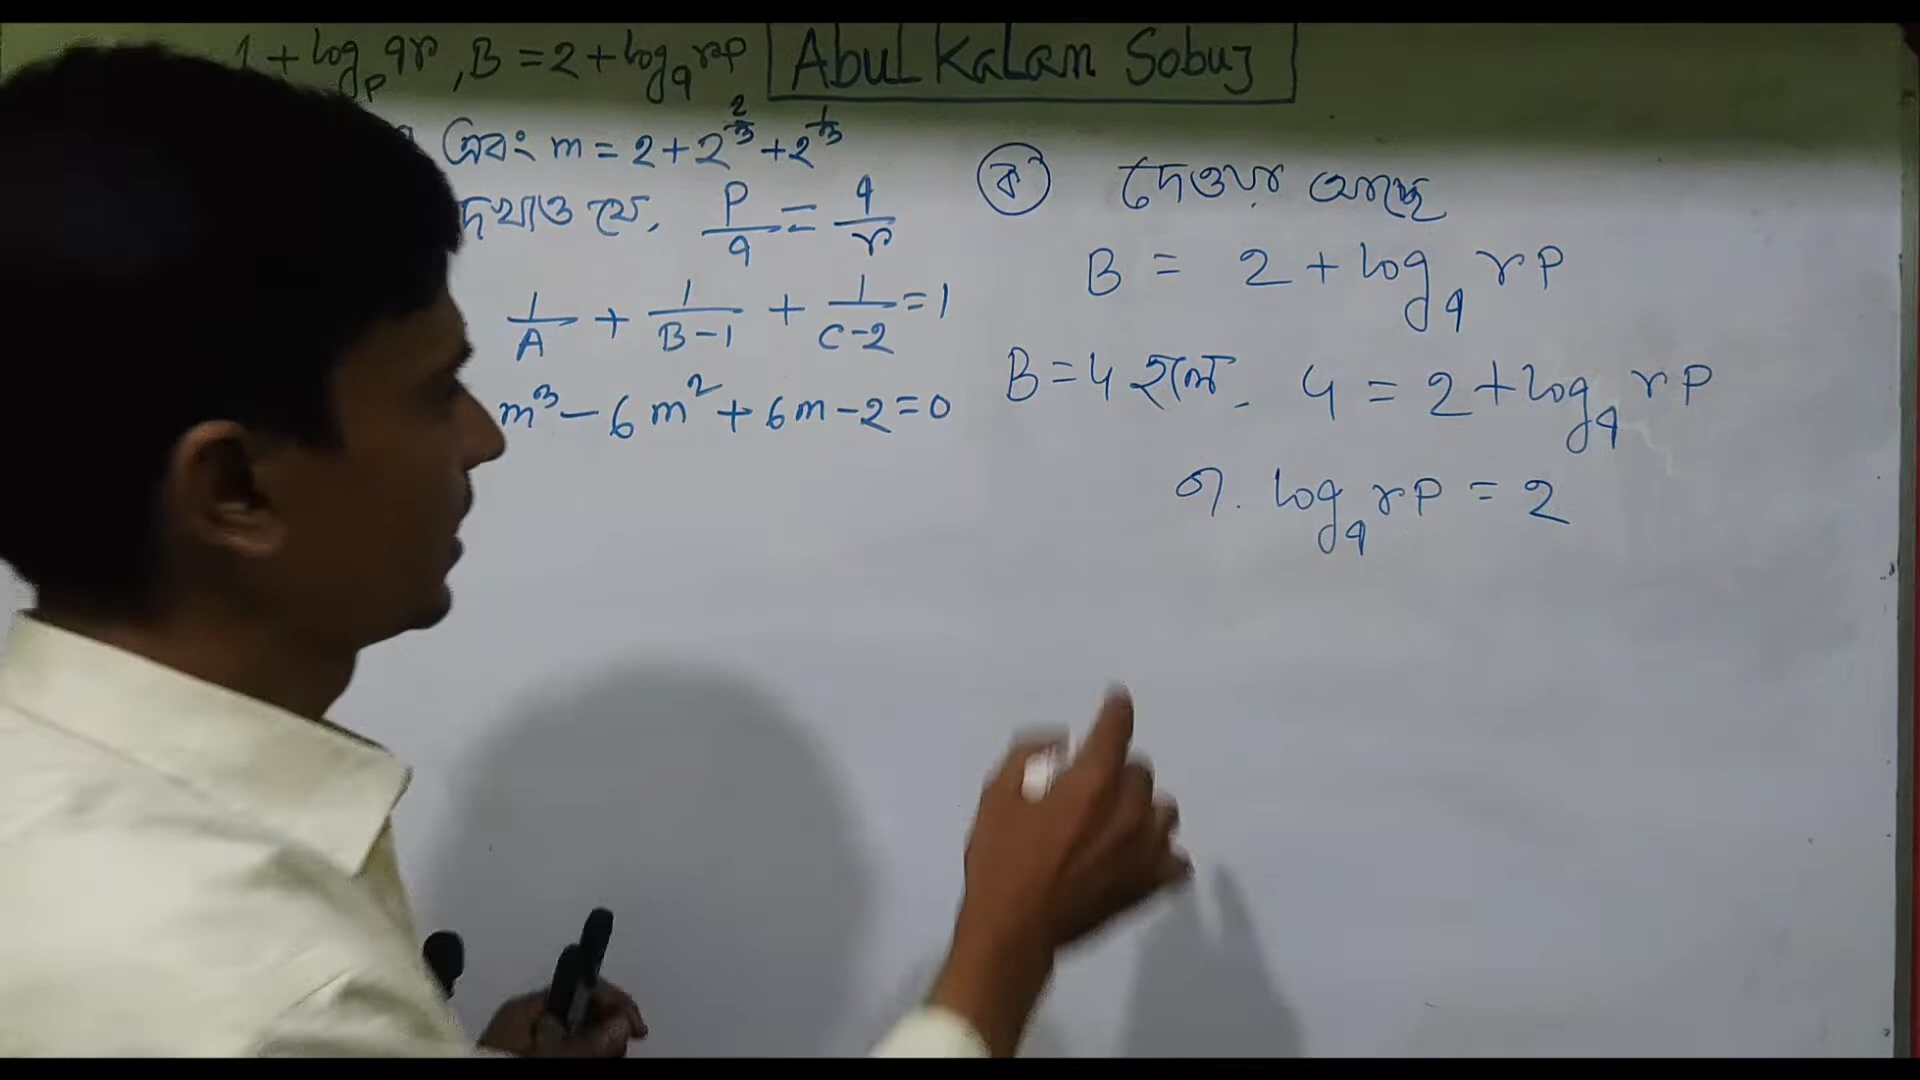 1 + log_p qr, B = 2 + log_q rp
Abul Kalam Sobuj
এবং m = 2 + 2^{2/3} + 2^{1/3}
দেখাও যে, p/q = q/r
1/A + 1/(B-1) + 1/(C-2) = 1
m³ - 6m² + 6m - 2 = 0
ক দেওয়া আছে
B = 2 + log_q rp
B = 4 হলে, 4 = 2 + log_q rp
বা, log_q rp = 2